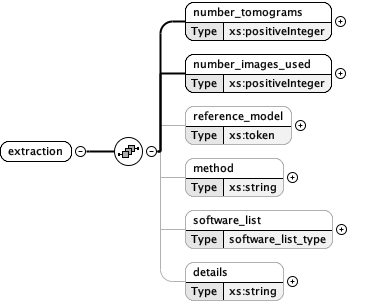 number_tomograms
Type xs:positiveInteger
number_images_used
Type xs:positiveInteger
reference_model
Type xs:token
extraction
method
Type xs:string
software_list
Type software_list_type
details
Type xs:string